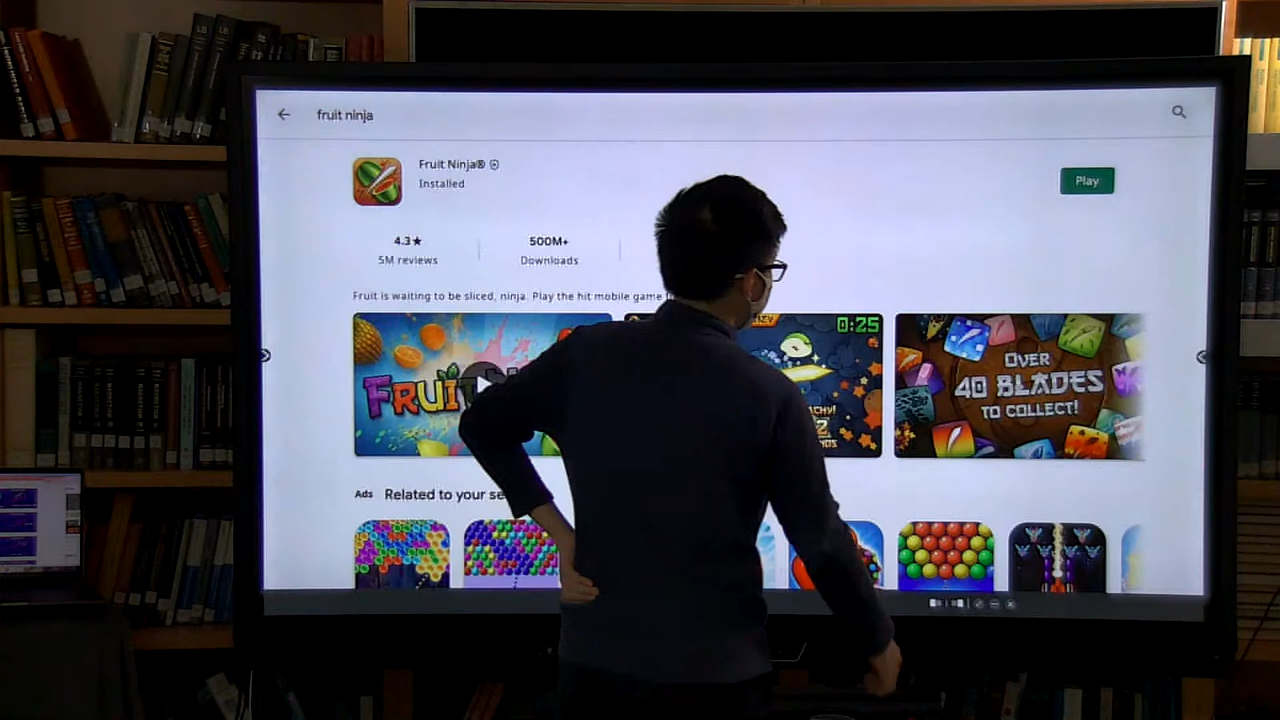 fruit ninja
Fruit Ninja®
Installed
Play
4.3★
500M+
5M reviews
Downloads
Fruit is waiting to be sliced, ninja. Play the hit mobile game
0:25
FRUIT
OVER
40 BLADES
TO COLLECT!
Ads
Related to your se